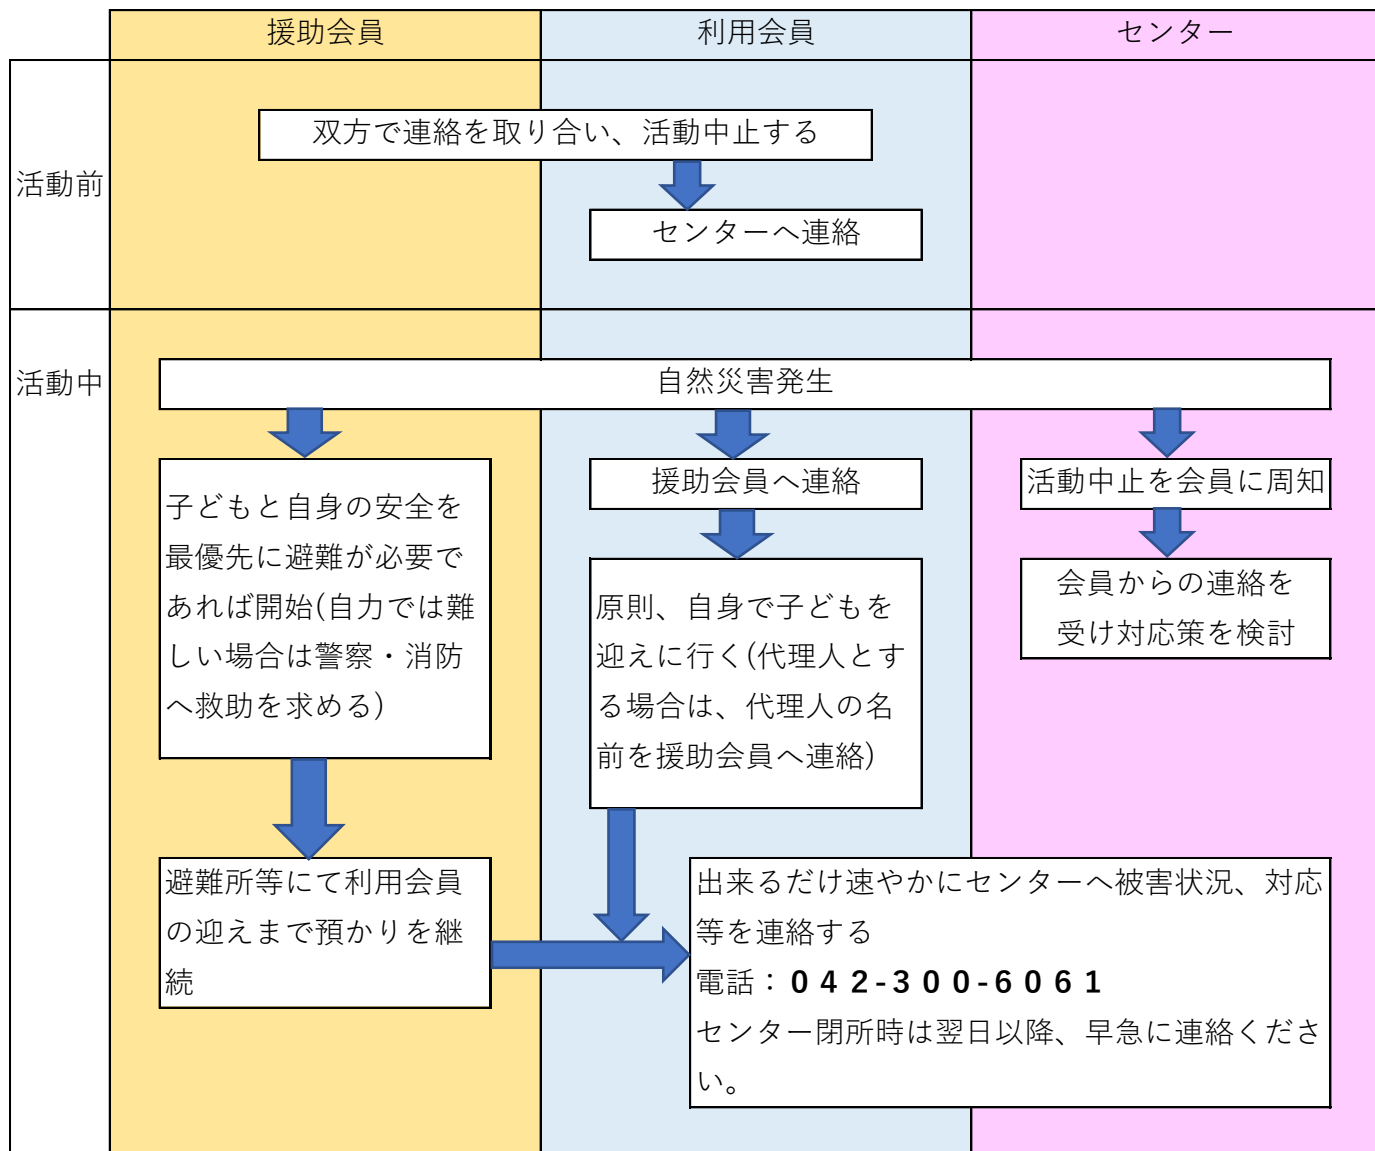 援助会員
利用会員
センター
活動前
双方で連絡を取り合い、活動中止する
センターへ連絡
活動中
自然災害発生
子どもと自身の安全を
最優先に避難が必要で
あれば開始(自力では難
しい場合は警察・消防
へ救助を求める)
避難所等にて利用会員
の迎えまで預かりを継
続
援助会員へ連絡
原則、自身で子どもを
迎えに行く(代理人とす
る場合は、代理人の名
前を援助会員へ連絡)
活動中止を会員に周知
会員からの連絡を
受け対応策を検討
出来るだけ速やかにセンターへ被害状況、対応
等を連絡する
電話：０４２-３００-６０６１
センター閉所時は翌日以降、早急に連絡くださ
い。